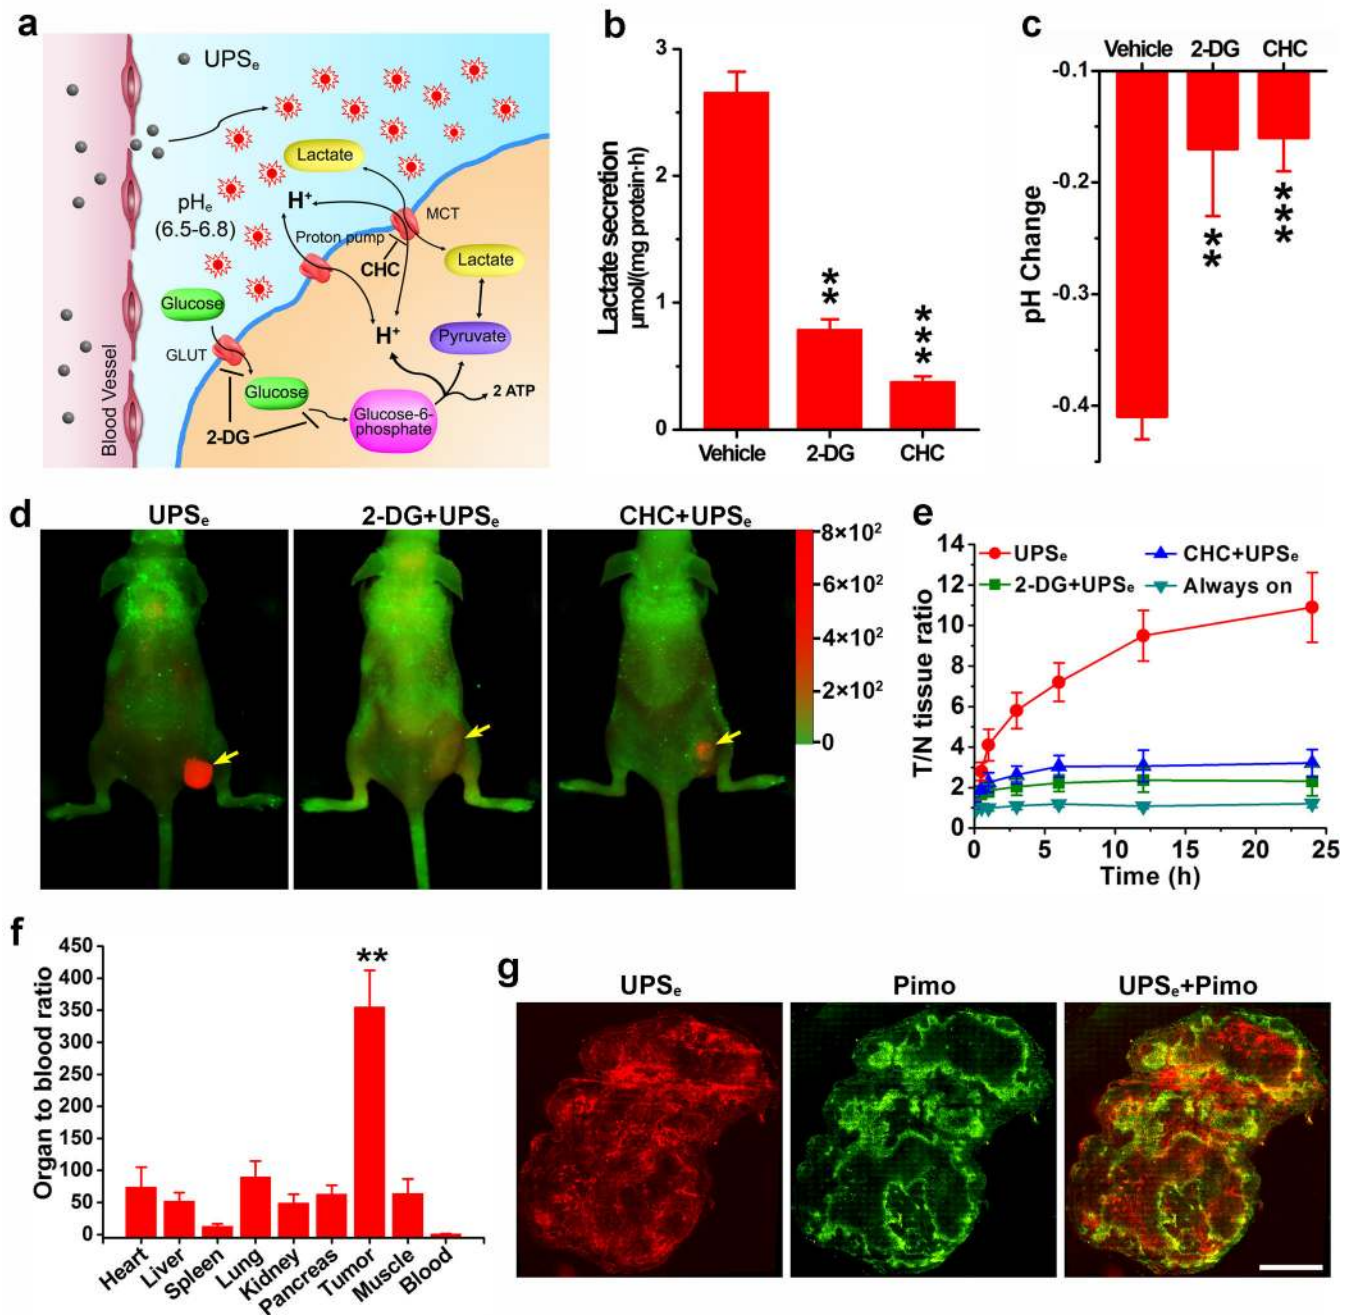 a
UPSe
Lactate
H+
pHe
(6.5-6.8)
MCT
Proton pump
CHC
Lactate
Glucose
H+
Pyruvate
GLUT
Glucose
2 ATP
Glucose-6-
phosphate
2-DG
Blood Vessel
b
Lactate secretion
μmol/(mg protein·h)
3
2
1
0
**
***
Vehicle 2-DG CHC
c
Vehicle 2-DG CHC
pH Change
-0.1
-0.2
-0.3
-0.4
**
***
d
UPSe 2-DG+UPSe CHC+UPSe
8×10²
6×10²
4×10²
2×10²
0
e
T/N tissue ratio
14
12
10
8
6
4
2
0
UPSe CHC+UPSe
2-DG+UPSe Always on
0 5 10 15 20 25
Time (h)
f
Organ to blood ratio
450
400
350
300
250
200
150
100
50
0
**
Heart Liver Spleen Lung Kidney Pancreas Tumor Muscle Blood
g
UPSe Pimo UPSe+Pimo